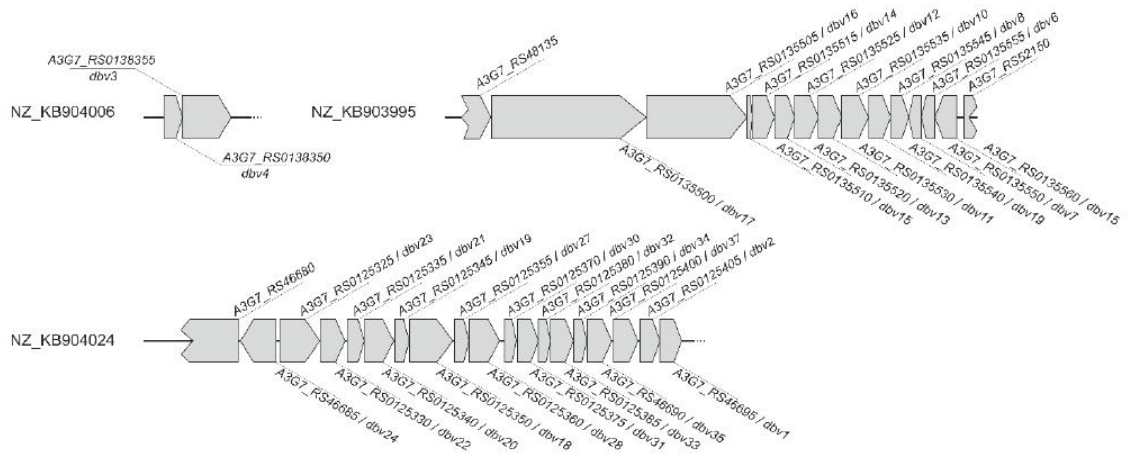 A3G7_RS0138355
dbv3
NZ_KB904006
A3G7_RS0138350
dbv4
NZ_KB903995
A3G7_RS48135
A3G7_RS0135505 / dbv16
A3G7_RS0135515 / dbv14
A3G7_RS0135525 / dbv12
A3G7_RS0135535 / dbv10
A3G7_RS0135545 / dbv8
A3G7_RS0135555 / dbv6
A3G7_RS52150
A3G7_RS0135500 / dbv17
A3G7_RS0135510 / dbv15
A3G7_RS0135520 / dbv13
A3G7_RS0135530 / dbv11
A3G7_RS0135540 / dbv19
A3G7_RS0135550 / dbv7
A3G7_RS0135560 / dbv15
NZ_KB904024
A3G7_RS46680
A3G7_RS0125325 / dbv23
A3G7_RS0125335 / dbv21
A3G7_RS0125345 / dbv19
A3G7_RS0125355 / dbv27
A3G7_RS0125370 / dbv30
A3G7_RS0125380 / dbv32
A3G7_RS0125390 / dbv34
A3G7_RS0125400 / dbv37
A3G7_RS0125405 / dbv2
A3G7_RS46685 / dbv24
A3G7_RS0125330 / dbv22
A3G7_RS0125340 / dbv20
A3G7_RS0125350 / dbv18
A3G7_RS0125360 / dbv28
A3G7_RS0125375 / dbv31
A3G7_RS0125385 / dbv33
A3G7_RS46690 / dbv35
A3G7_RS46695 / dbv1